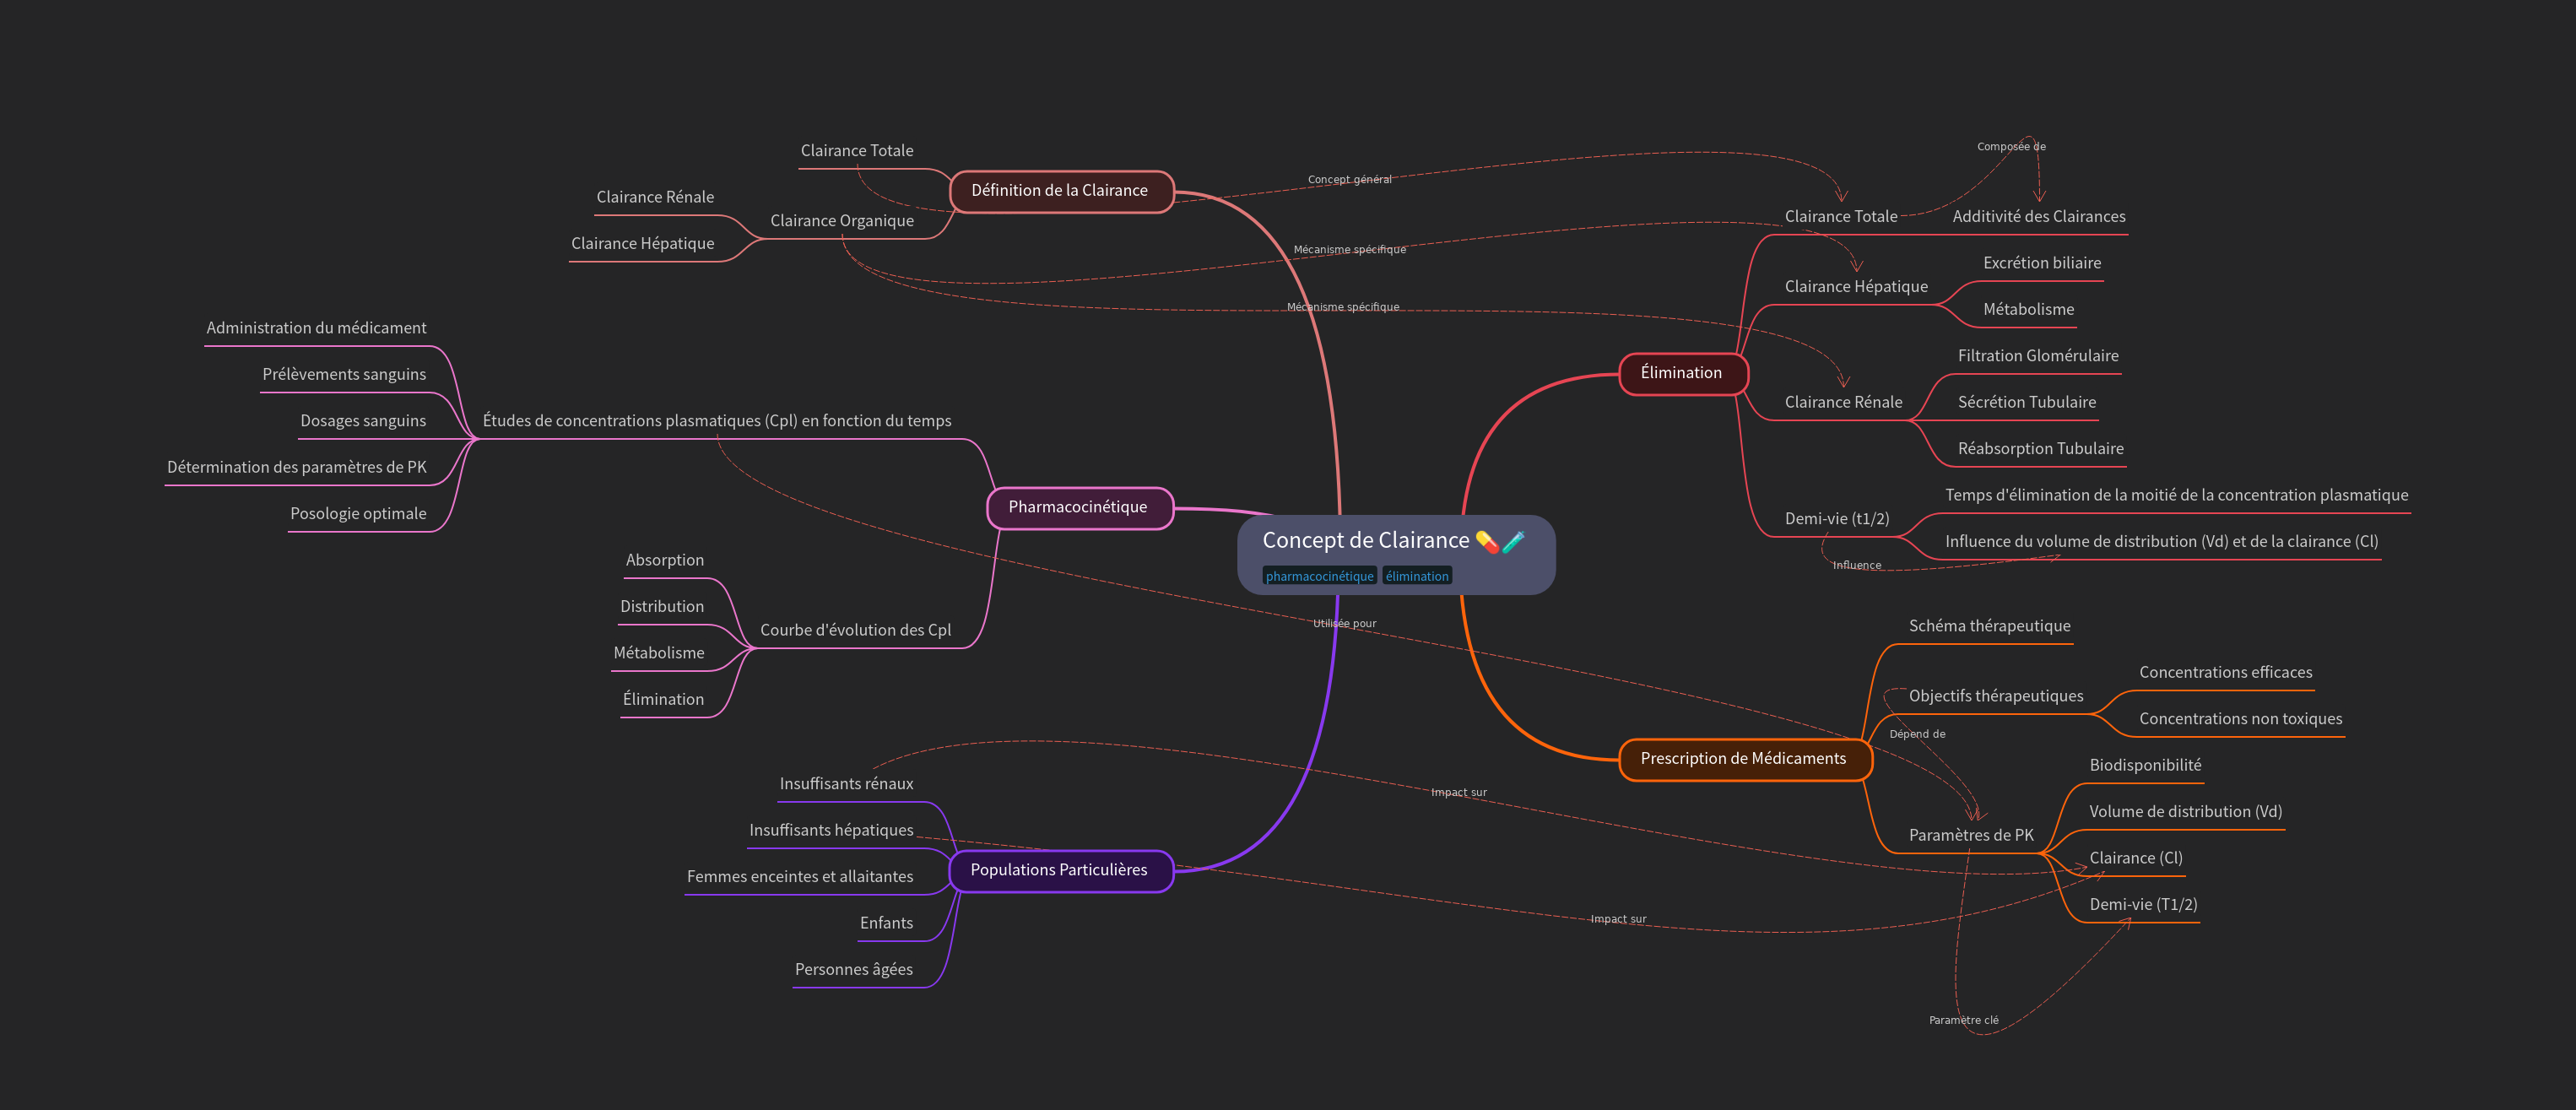 Concept de Clairance 💊🧪
pharmacocinétique élimination
Définition de la Clairance
Clairance Totale
Clairance Organique
Clairance Rénale
Clairance Hépatique
Pharmacocinétique
Études de concentrations plasmatiques (Cpl) en fonction du temps
Administration du médicament
Prélèvements sanguins
Dosages sanguins
Détermination des paramètres de PK
Posologie optimale
Courbe d'évolution des Cpl
Absorption
Distribution
Métabolisme
Élimination
Populations Particulières
Insuffisants rénaux
Insuffisants hépatiques
Femmes enceintes et allaitantes
Enfants
Personnes âgées
Élimination
Clairance Totale
Additivité des Clairances
Clairance Hépatique
Excrétion biliaire
Métabolisme
Clairance Rénale
Filtration Glomérulaire
Sécrétion Tubulaire
Réabsorption Tubulaire
Demi-vie (t1/2)
Temps d'élimination de la moitié de la concentration plasmatique
Influence du volume de distribution (Vd) et de la clairance (Cl)
Prescription de Médicaments
Schéma thérapeutique
Objectifs thérapeutiques
Concentrations efficaces
Concentrations non toxiques
Paramètres de PK
Biodisponibilité
Volume de distribution (Vd)
Clairance (Cl)
Demi-vie (T1/2)
Concept général
Mécanisme spécifique
Mécanisme spécifique
Composée de
Influence
Utilisée pour
Dépend de
Impact sur
Impact sur
Paramètre clé